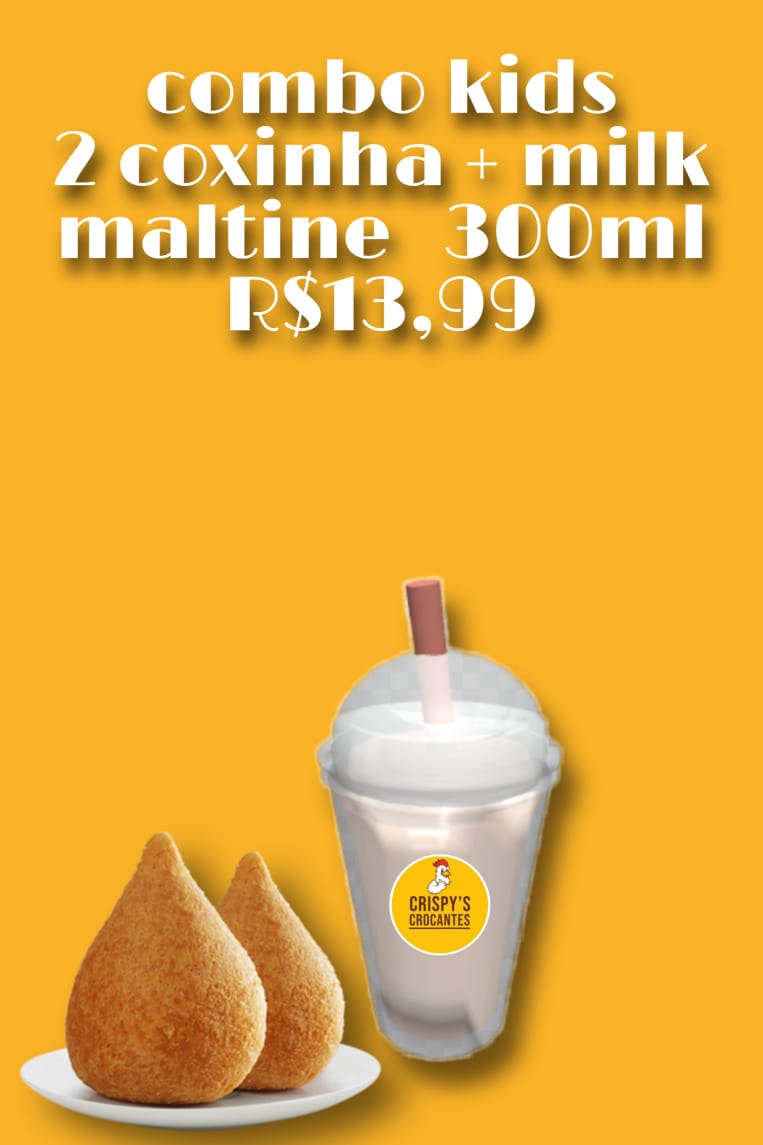 combo kids
2 coxinha + milk
maltine 300ml
R$13,99
CRISPY'S
CROCANTES